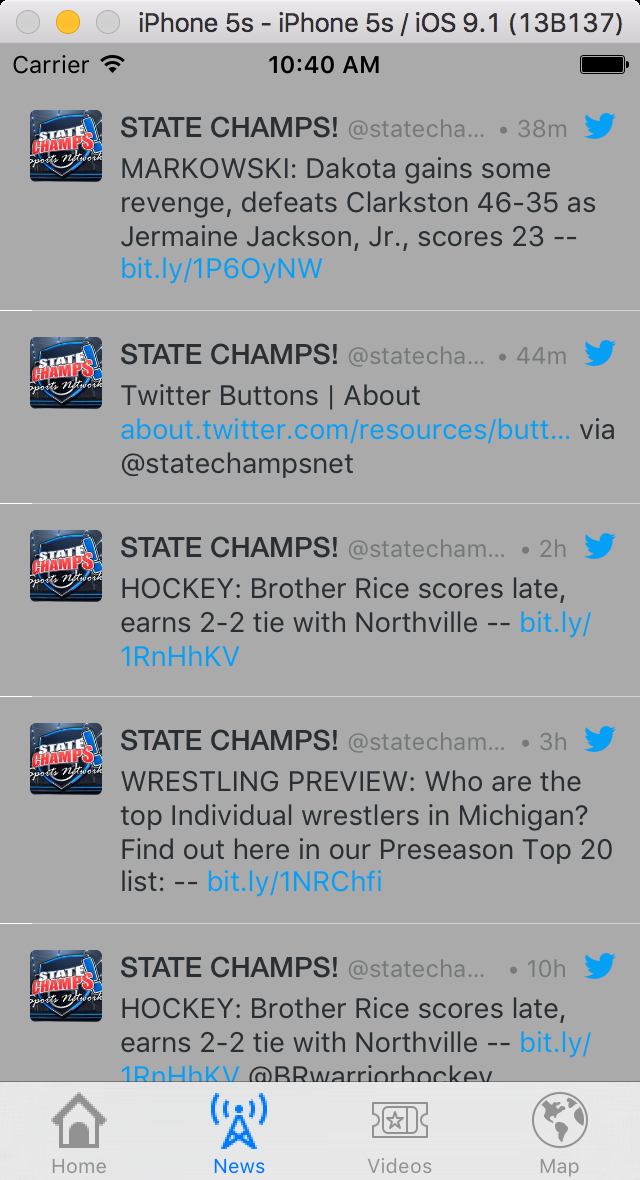 iPhone 5s - iPhone 5s / iOS 9.1 (13B137)
Carrier 10:40 AM
STATE CHAMPS! @statecha... • 38m
STATE CHAMPS Sports Network
MARKOWSKI: Dakota gains some
revenge, defeats Clarkston 46-35 as
Jermaine Jackson, Jr., scores 23 --
bit.ly/1P6OyNW
STATE CHAMPS! @statecha... • 44m
STATE CHAMPS Sports Network
Twitter Buttons | About
about.twitter.com/resources/butt... via
@statechampsnet
STATE CHAMPS! @statecham... • 2h
STATE CHAMPS Sports Network
HOCKEY: Brother Rice scores late,
earns 2-2 tie with Northville -- bit.ly/
1RnHhKV
STATE CHAMPS! @statecham... • 3h
STATE CHAMPS Sports Network
WRESTLING PREVIEW: Who are the
top Individual wrestlers in Michigan?
Find out here in our Preseason Top 20
list: -- bit.ly/1NRChfi
STATE CHAMPS! @statecha... • 10h
STATE CHAMPS Sports Network
HOCKEY: Brother Rice scores late,
earns 2-2 tie with Northville -- bit.ly/
1RnHhKV @BRwarriorhockey
Home News Videos Map